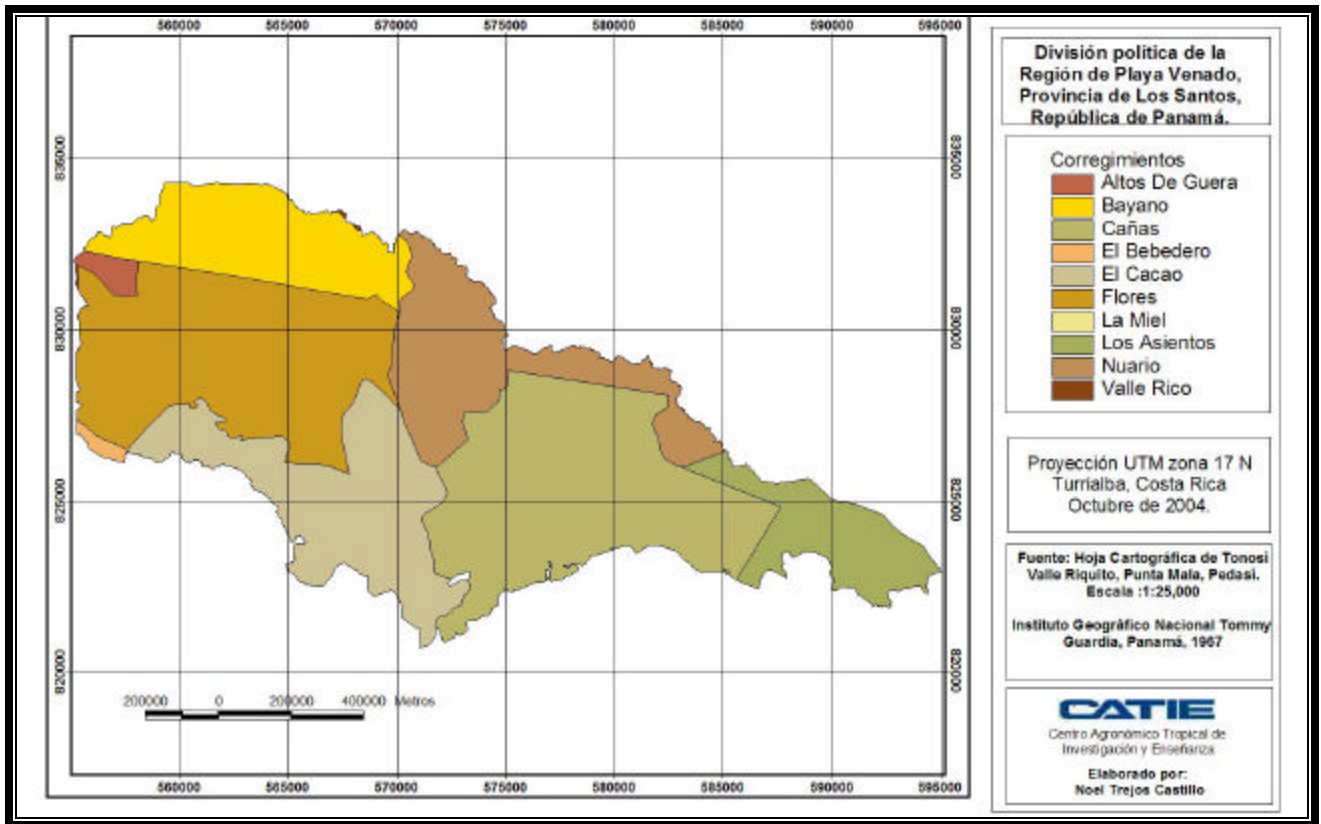 560000 565000 570000 575000 580000 585000 590000 595000
835000 835000
830000 830000
825000 825000
820000 820000
200000 0 200000 400000 Metros
560000 565000 570000 575000 580000 585000 590000 595000
División política de la
Región de Playa Venado,
Provincia de Los Santos,
República de Panamá.
Corregimientos
Altos De Guera
Bayano
Cañas
El Bebedero
El Cacao
Flores
La Miel
Los Asientos
Nuario
Valle Rico
Proyección UTM zona 17 N
Turrialba, Costa Rica
Octubre de 2004.
Fuente: Hoja Cartográfica de Tonosi
Valle Riquito, Punta Mala, Pedasi.
Escala :1:25,000
Instituto Geográfico Nacional Tommy
Guardia, Panamá, 1967
CATIE
Centro Agronómico Tropical de
Investigación y Enseñanza
Elaborado por:
Noel Trejos Castillo